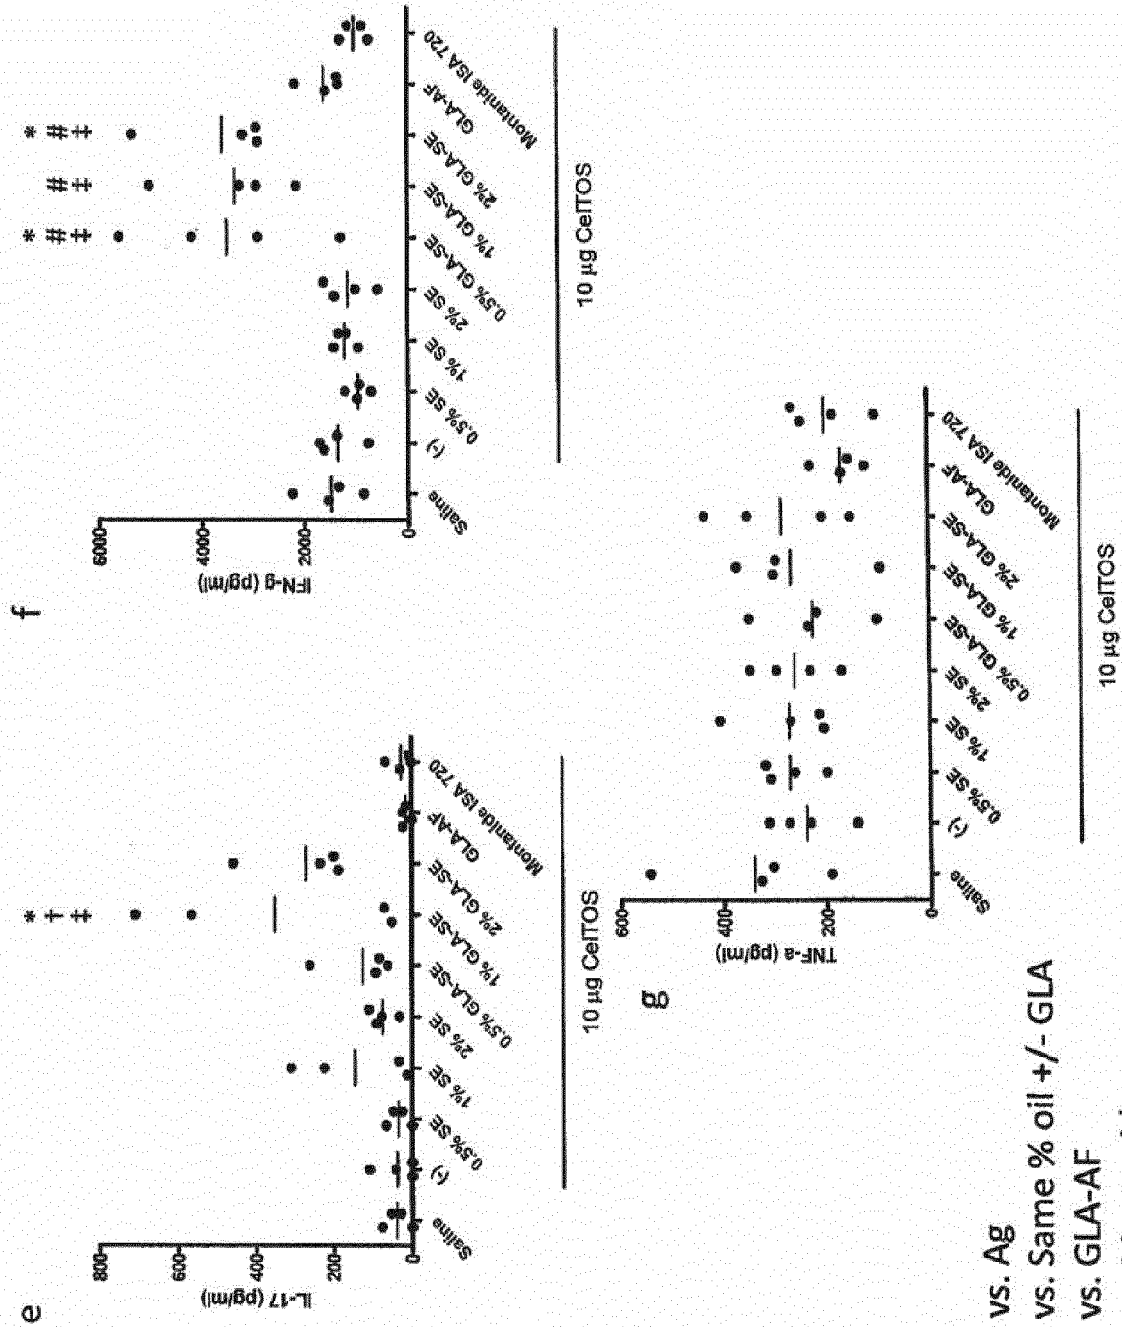 e
IL-17 (pg/ml)
800
600
400
200
0
Saline
(-)
0.5% SE
1% SE
2% SE
0.5% GLA-SE
1% GLA-SE
2% GLA-SE
GLA-AF
Montanide ISA 720
* † ‡
10 µg CelTOS
f
IFN-g (pg/ml)
6000
4000
2000
0
Saline
(-)
0.5% SE
1% SE
2% SE
0.5% GLA-SE
1% GLA-SE
2% GLA-SE
GLA-AF
Montanide ISA 720
* # ‡
# ‡
* # ‡
10 µg CelTOS
g
TNF-a (pg/ml)
600
400
200
0
Saline
(-)
0.5% SE
1% SE
2% SE
0.5% GLA-SE
1% GLA-SE
2% GLA-SE
GLA-AF
Montanide ISA 720
10 µg CelTOS
vs. Ag
vs. Same % oil +/- GLA
vs. GLA-AF